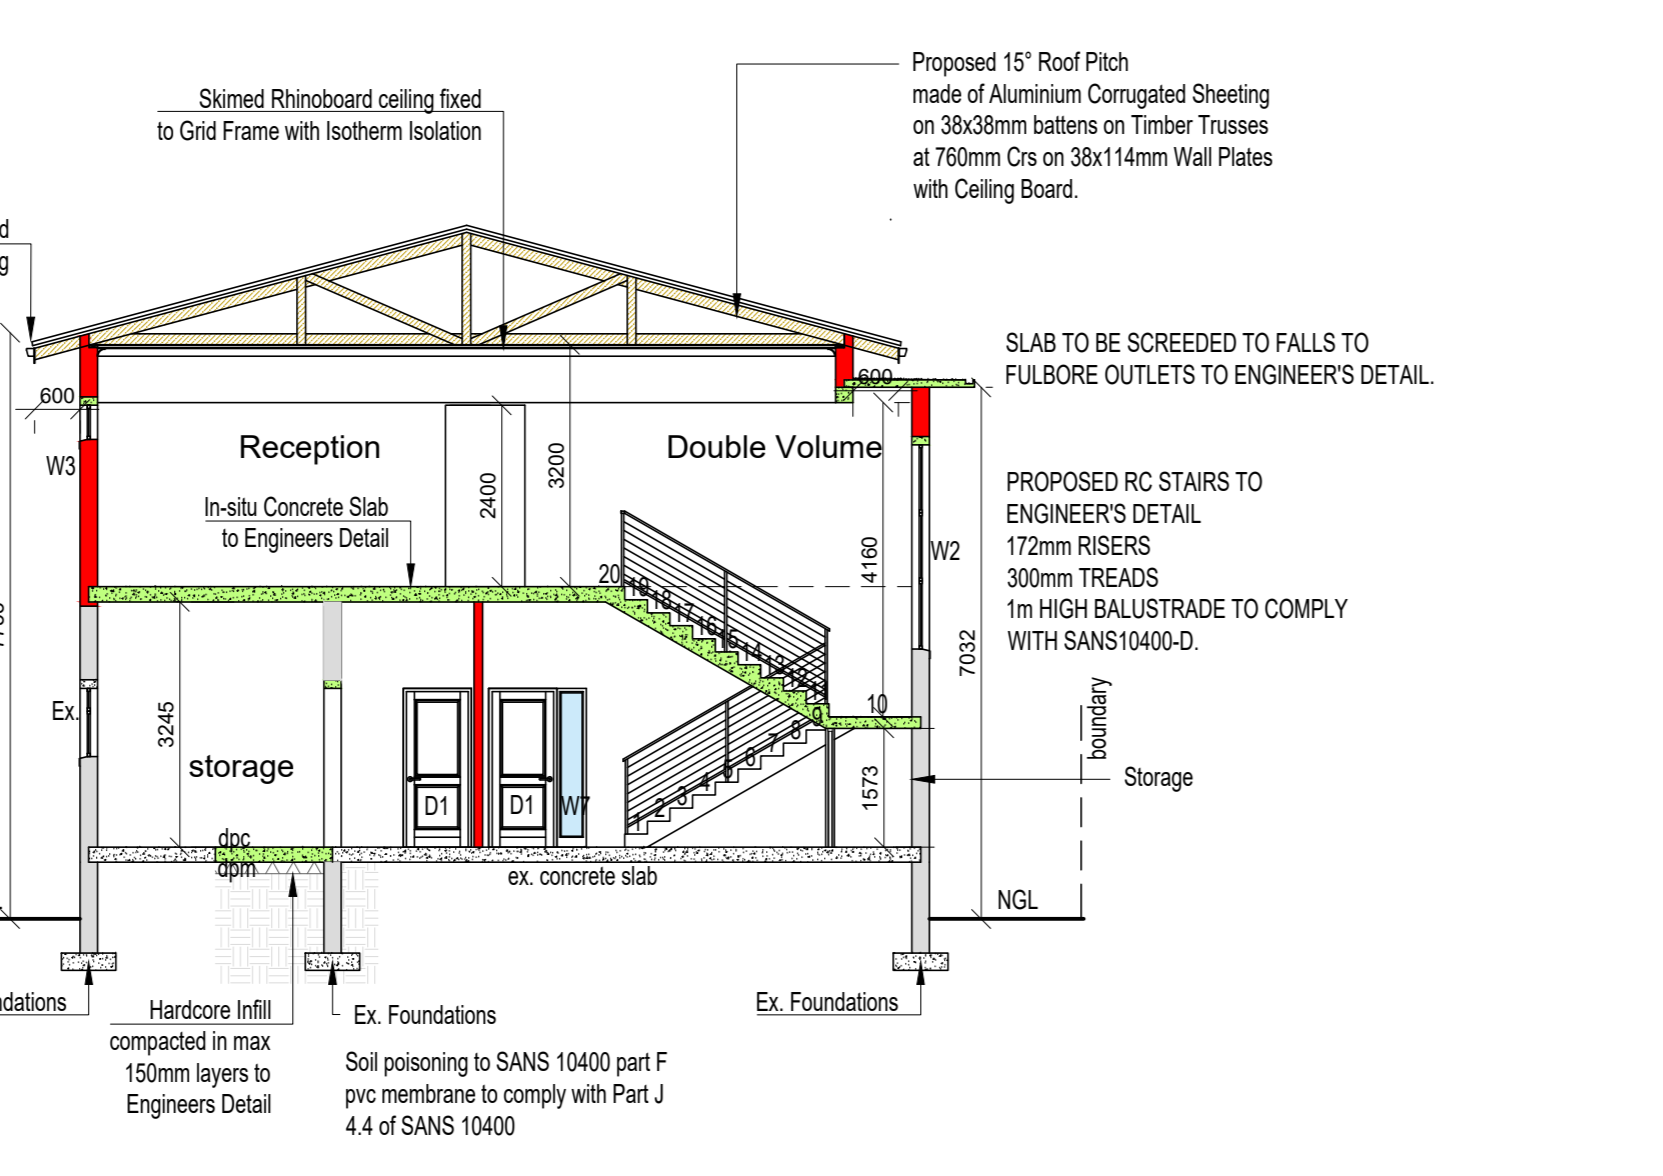 Proposed 15° Roof Pitch
made of Aluminium Corrugated Sheeting
on 38x38mm battens on Timber Trusses
at 760mm Crs on 38x114mm Wall Plates
with Ceiling Board.
Skimed Rhinoboard ceiling fixed
to Grid Frame with Isotherm Isolation
d
g
SLAB TO BE SCREEDED TO FALLS TO
FULBORE OUTLETS TO ENGINEER'S DETAIL.
600
600
Reception
Double Volume
W3
2400
3200
In-situ Concrete Slab
to Engineers Detail
4160
W2
PROPOSED RC STAIRS TO
ENGINEER'S DETAIL
172mm RISERS
300mm TREADS
1m HIGH BALUSTRADE TO COMPLY
WITH SANS10400-D.
7032
20
19
18
17
16
15
14
13
12
11
10
9
8
7
6
5
4
3
2
1
Ex.
3245
storage
D1
D1
W7
1573
boundary
Storage
dpc
dpm
ex. concrete slab
NGL
ndations
Hardcore Infill
compacted in max
150mm layers to
Engineers Detail
Ex. Foundations
Ex. Foundations
Soil poisoning to SANS 10400 part F
pvc membrane to comply with Part J
4.4 of SANS 10400